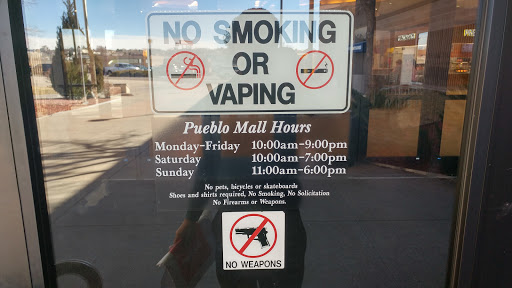 NO SMOKING
OR
VAPING
Pueblo Mall Hours
Monday-Friday 10:00am-9:00pm
Saturday 10:00am-7:00pm
Sunday 11:00am-6:00pm
No pets, bicycles or skateboards
Shoes and shirts required, No Smoking, No Solicitation
No Firearms or Weapons.
NO WEAPONS